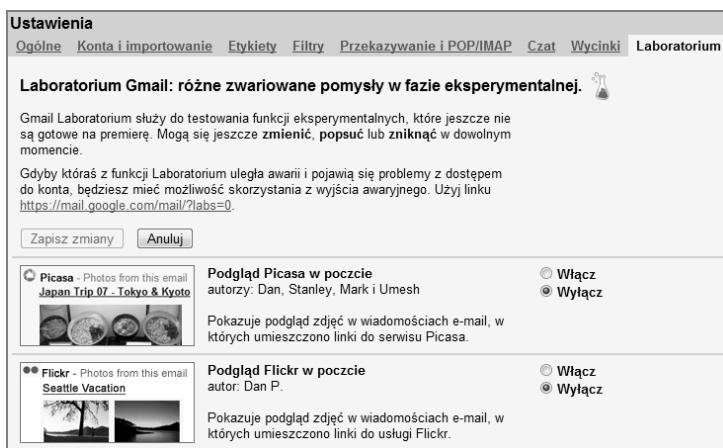 Ustawienia
Ogólne Konta i importowanie Etykiety Filtry Przekazywanie i POP/IMAP Czat Wycinki Laboratorium
Laboratorium Gmail: różne zwariowane pomysły w fazie eksperymentalnej.
Gmail Laboratorium służy do testowania funkcji eksperymentalnych, które jeszcze nie
są gotowe na premierę. Mogą się jeszcze zmienić, popsuć lub zniknąć w dowolnym
momencie.
Gdyby któraś z funkcji Laboratorium uległa awarii i pojawią się problemy z dostępem
do konta, będziesz mieć możliwość skorzystania z wyjścia awaryjnego. Użyj linku
https://mail.google.com/mail/?labs=0.
Zapisz zmiany Anuluj
Picasa - Photos from this email
Japan Trip 07 - Tokyo & Kyoto
Podgląd Picasa w poczcie
autorzy: Dan, Stanley, Mark i Umesh
Pokazuje podgląd zdjęć w wiadomościach e-mail, w
których umieszczono linki do serwisu Picasa.
Włącz
Wyłącz
Flickr - Photos from this email
Seattle Vacation
Podgląd Flickr w poczcie
autor: Dan P.
Pokazuje podgląd zdjęć w wiadomościach e-mail, w
których umieszczono linki do usługi Flickr.
Włącz
Wyłącz